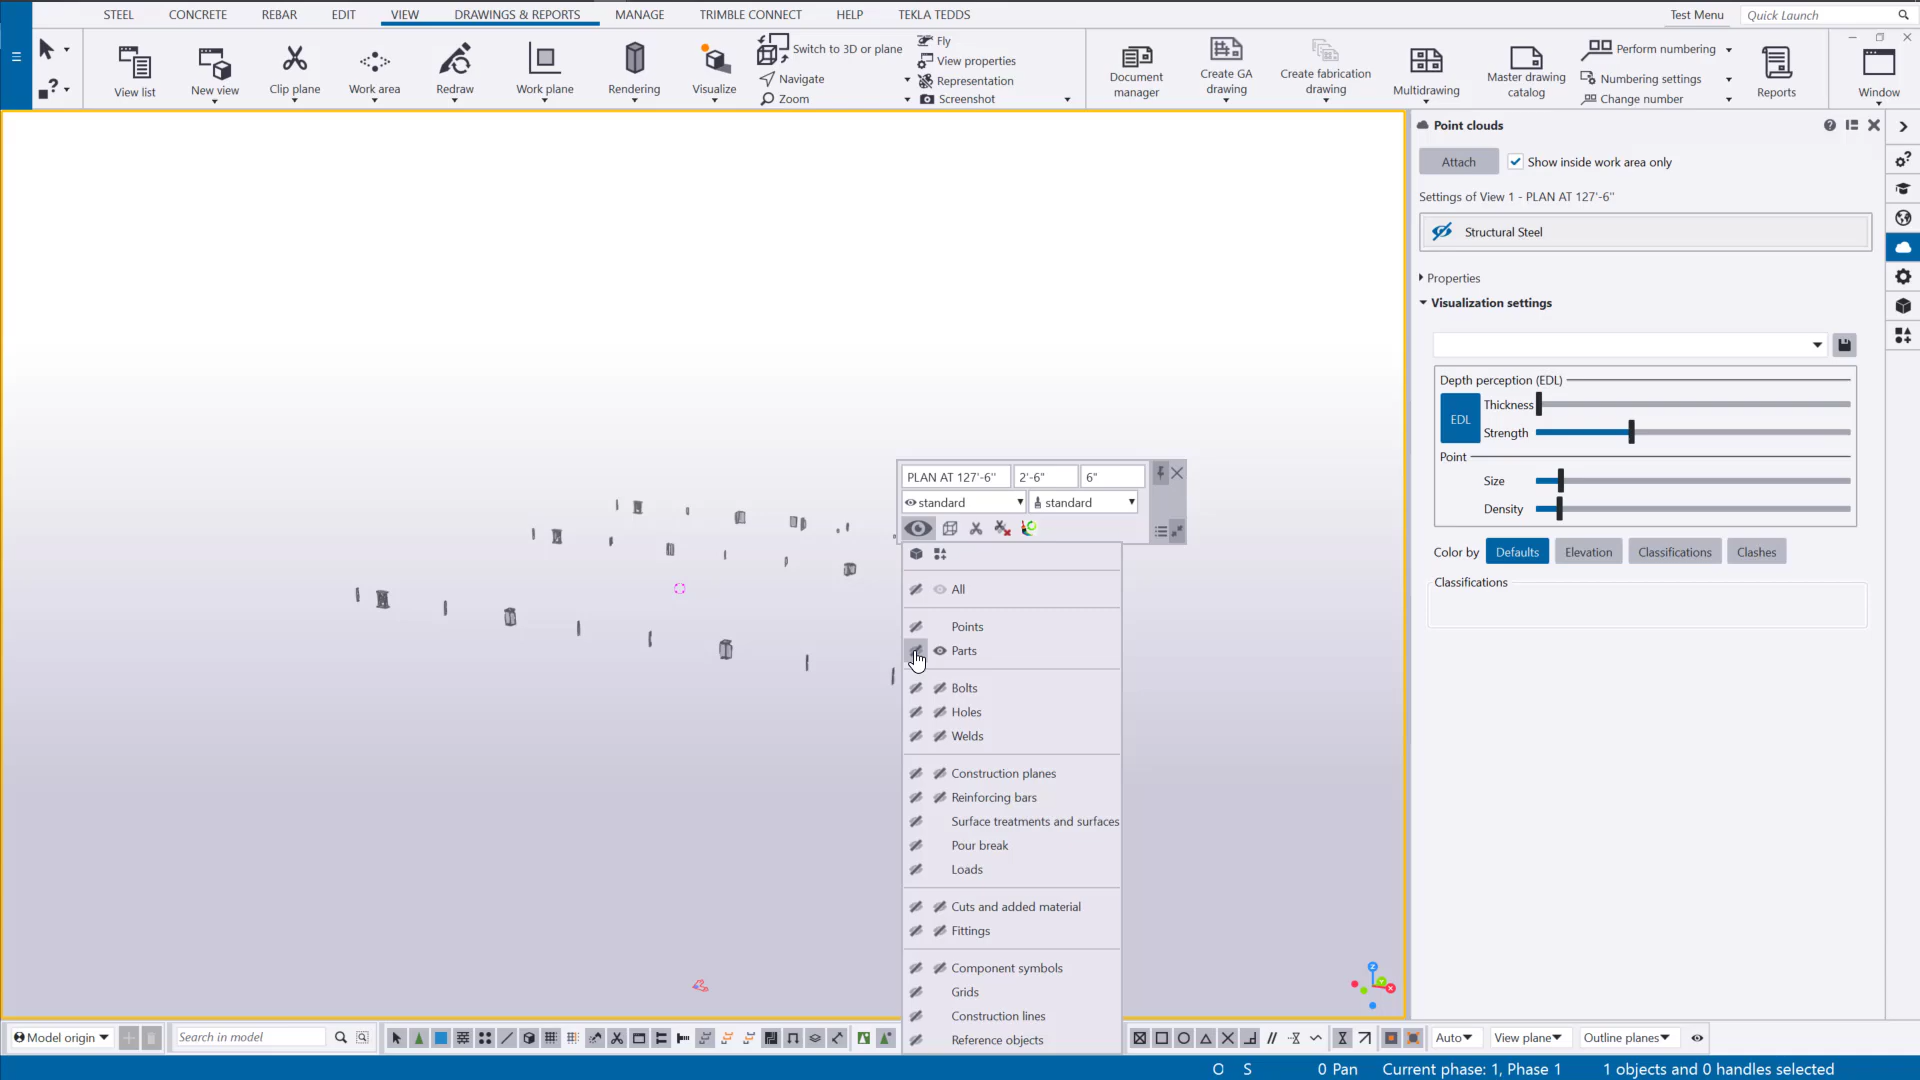 STEEL CONCRETE REBAR EDIT VIEW DRAWINGS & REPORTS MANAGE TRIMBLE CONNECT HELP TEKLA TEDDS
Test Menu Quick Launch
View list
New view
Clip plane
Work area
Redraw
Work plane
Rendering
Visualize
Switch to 3D or plane
Navigate
Zoom
Fly
View properties
Representation
Screenshot
Document
manager
Create GA
drawing
Create fabrication
drawing
Multidrawing
Master drawing
catalog
Perform numbering
Numbering settings
Change number
Reports
Window
Point clouds
Attach Show inside work area only
Settings of View 1 - PLAN AT 127'-6"
Structural Steel
Properties
Visualization settings
Depth perception (EDL)
EDL
Thickness
Strength
Point
Size
Density
Color by Defaults Elevation Classifications Clashes
Classifications
PLAN AT 127'-6" 2'-6" 6"
standard standard
All
Points
Parts
Bolts
Holes
Welds
Construction planes
Reinforcing bars
Surface treatments and surfaces
Pour break
Loads
Cuts and added material
Fittings
Component symbols
Grids
Construction lines
Reference objects
Z
Y
X
Model origin Search in model Auto View plane Outline planes
O S 0 Pan Current phase: 1, Phase 1 1 objects and 0 handles selected